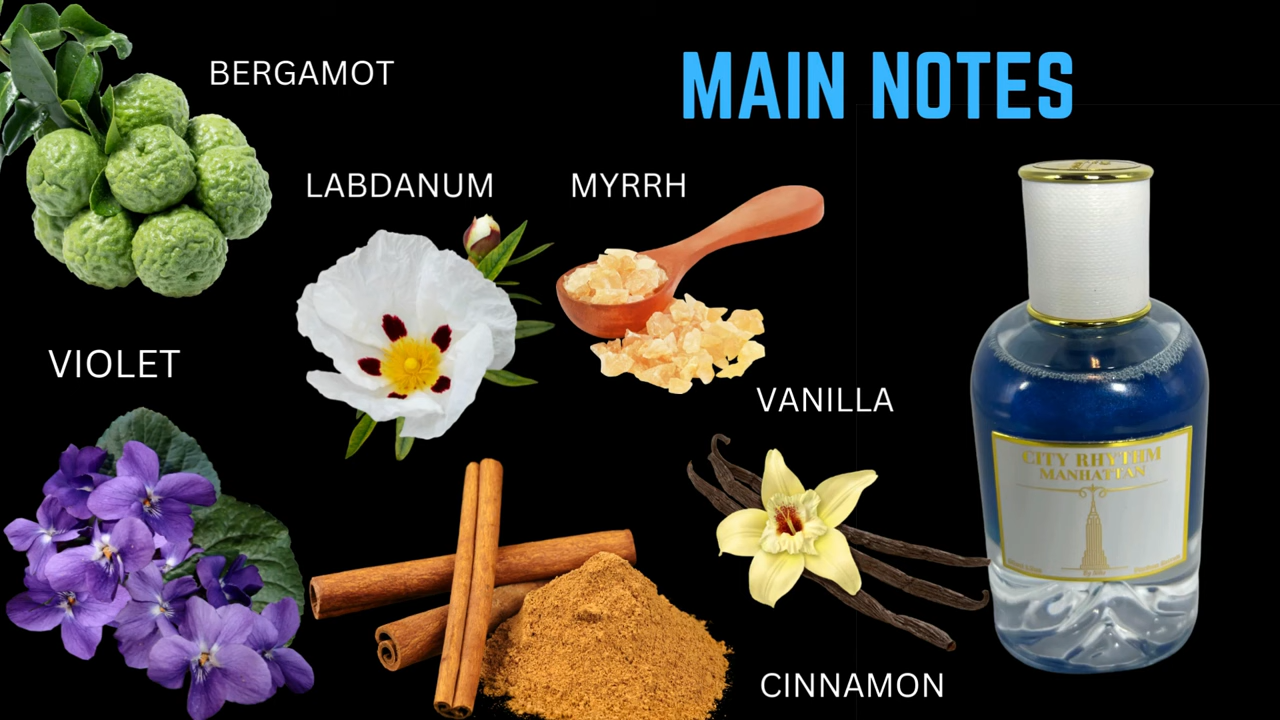 BERGAMOT
MAIN NOTES
LABDANUM
MYRRH
VIOLET
VANILLA
CITY RHYTHM
MANHATTAN
CINNAMON